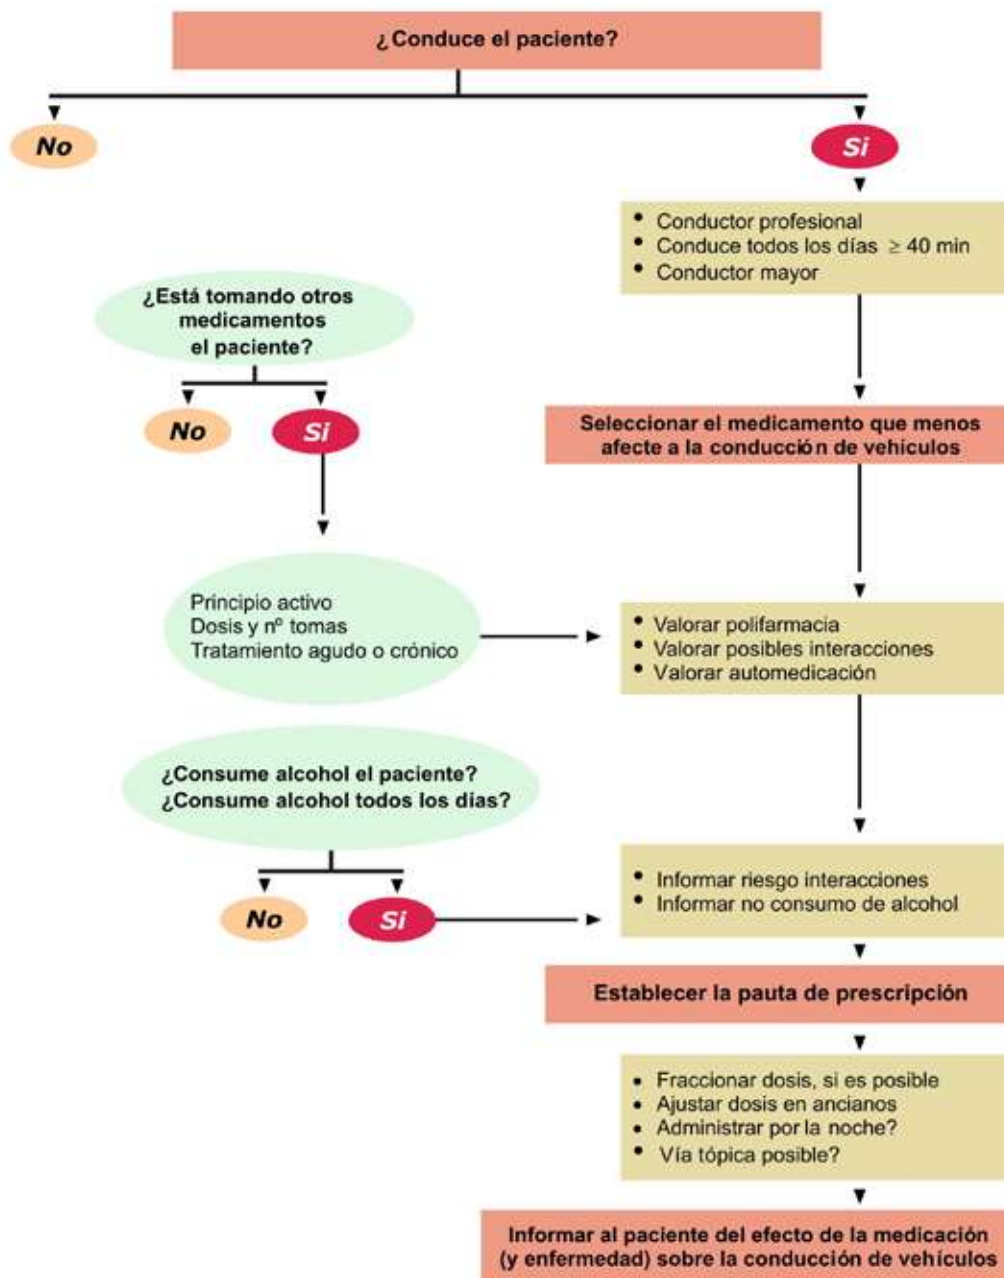 ¿Conduce el paciente?
No
Si
• Conductor profesional
• Conduce todos los días ≥ 40 min
• Conductor mayor
¿Está tomando otros
medicamentos
el paciente?
No
Si
Seleccionar el medicamento que menos
afecte a la conducción de vehículos
Principio activo
Dosis y nº tomas
Tratamiento agudo o crónico
• Valorar polifarmacia
• Valorar posibles interacciones
• Valorar automedicación
¿Consume alcohol el paciente?
¿Consume alcohol todos los días?
No
Si
• Informar riesgo interacciones
• Informar no consumo de alcohol
Establecer la pauta de prescripción
• Fraccionar dosis, si es posible
• Ajustar dosis en ancianos
• Administrar por la noche?
• Vía tópica posible?
Informar al paciente del efecto de la medicación
(y enfermedad) sobre la conducción de vehículos